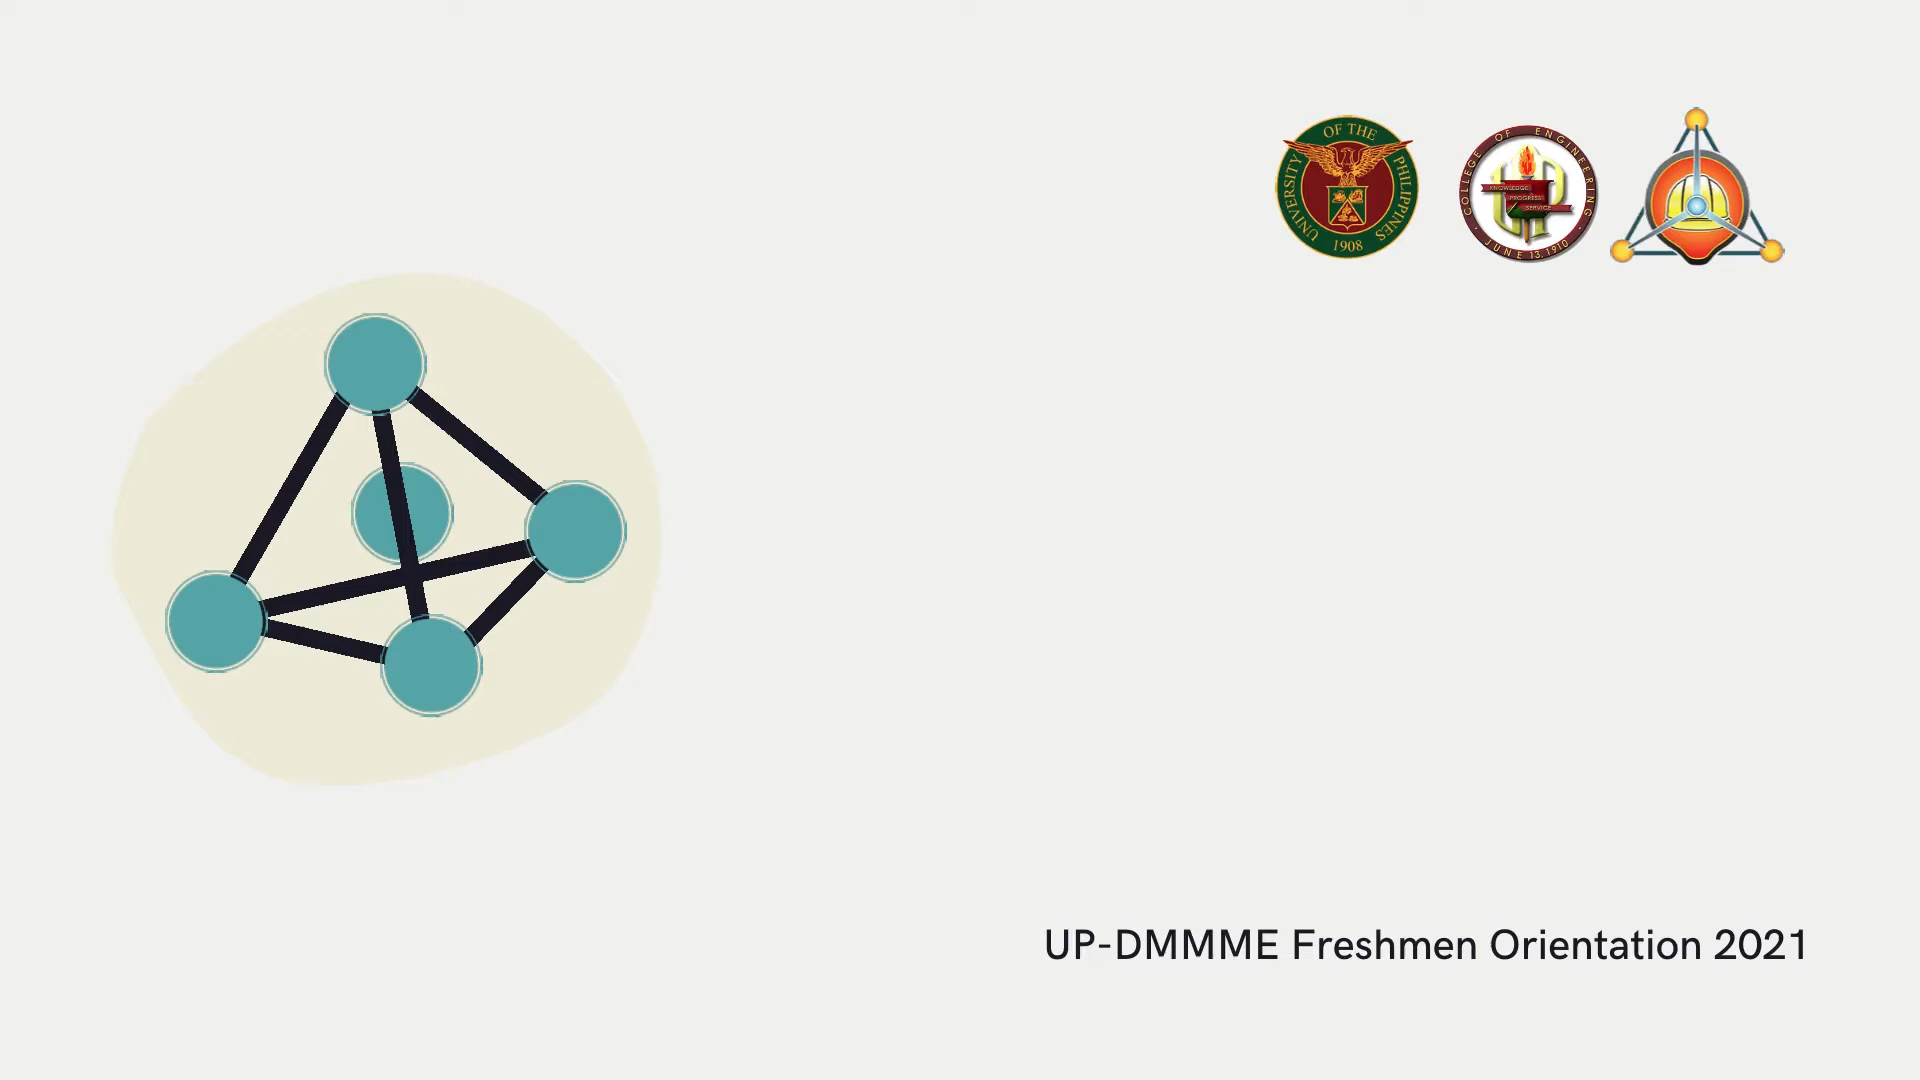 UNIVERSITY OF THE PHILIPPINES
1908
COLLEGE OF ENGINEERING
UP
KNOWLEDGE
PROGRESS
SERVICE
· JUNE 13, 1910 ·
UP-DMMME Freshmen Orientation 2021